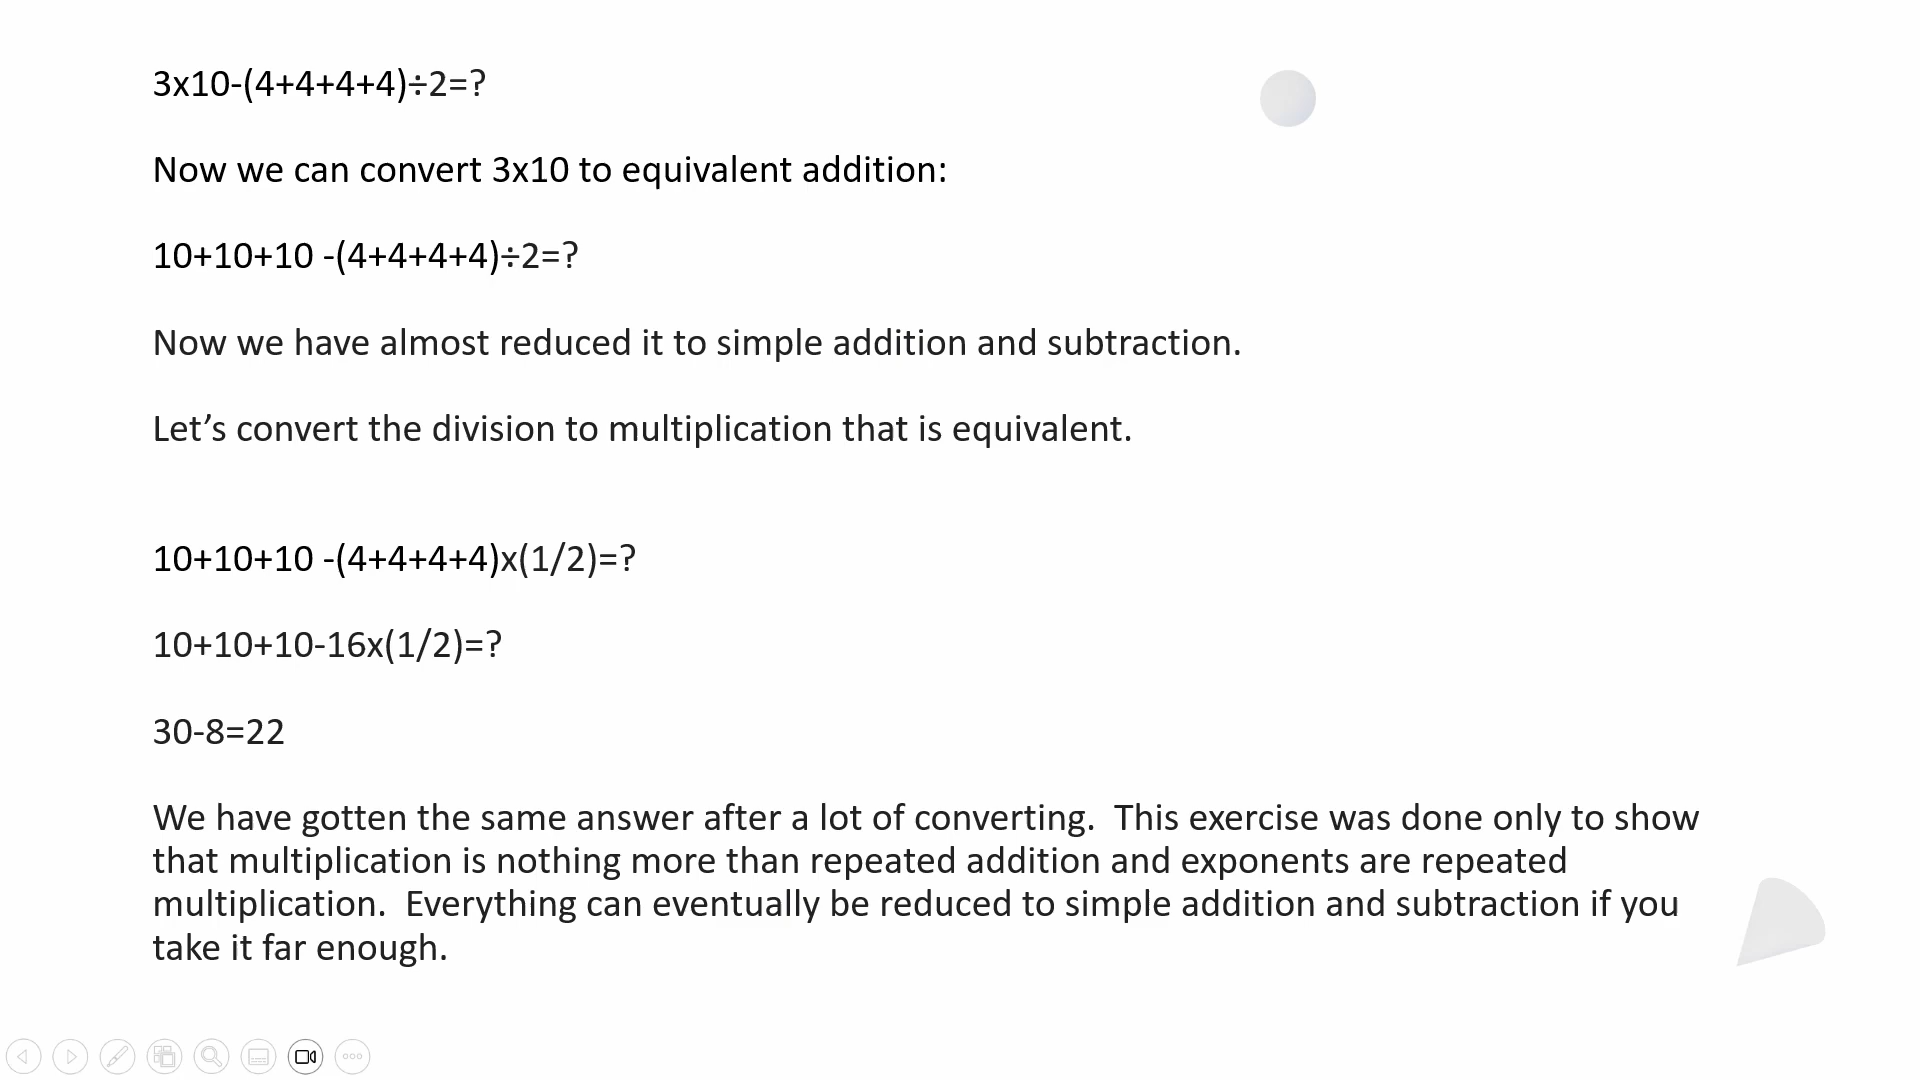 3x10-(4+4+4+4)÷2=?
Now we can convert 3x10 to equivalent addition:
10+10+10 -(4+4+4+4)÷2=?
Now we have almost reduced it to simple addition and subtraction.
Let’s convert the division to multiplication that is equivalent.
10+10+10 -(4+4+4+4)x(1/2)=?
10+10+10-16x(1/2)=?
30-8=22
We have gotten the same answer after a lot of converting.  This exercise was done only to show
that multiplication is nothing more than repeated addition and exponents are repeated
multiplication.  Everything can eventually be reduced to simple addition and subtraction if you
take it far enough.